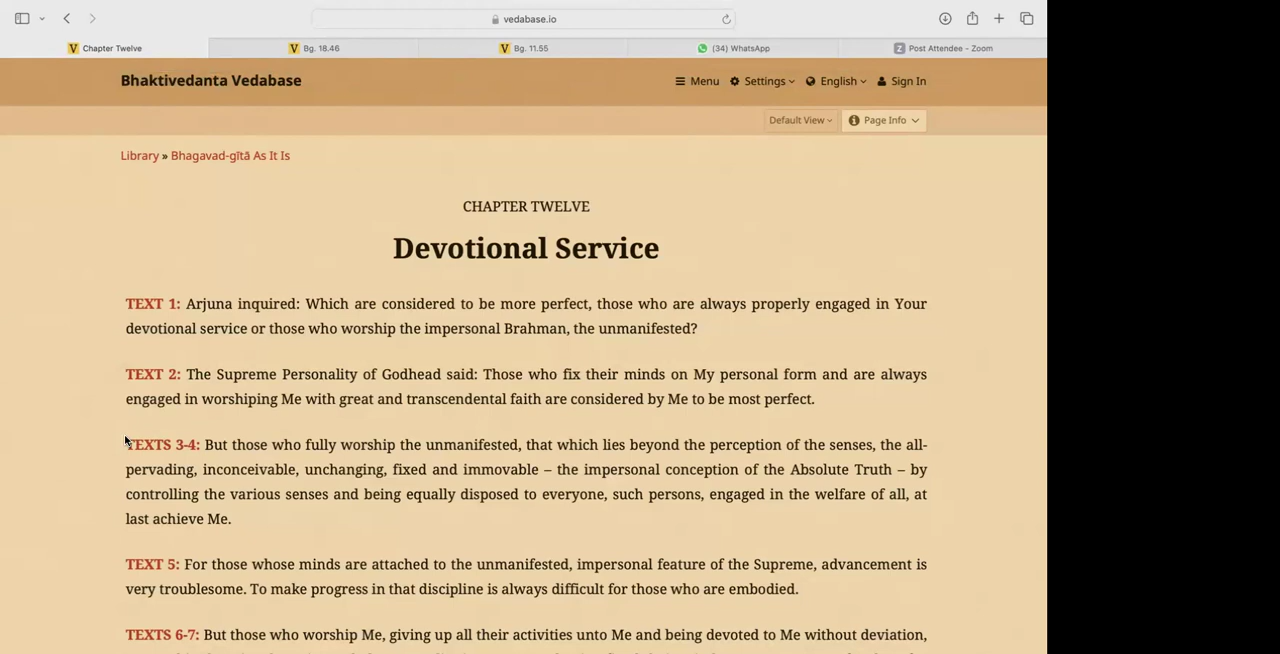 vedabase.io
Chapter Twelve
Bg. 18.46
Bg. 11.55
(34) WhatsApp
Post Attendee - Zoom
Bhaktivedanta Vedabase
Menu Settings English Sign In
Default View Page Info
Library » Bhagavad-gītā As It Is
CHAPTER TWELVE
Devotional Service
TEXT 1: Arjuna inquired: Which are considered to be more perfect, those who are always properly engaged in Your
devotional service or those who worship the impersonal Brahman, the unmanifested?
TEXT 2: The Supreme Personality of Godhead said: Those who fix their minds on My personal form and are always
engaged in worshiping Me with great and transcendental faith are considered by Me to be most perfect.
TEXTS 3-4: But those who fully worship the unmanifested, that which lies beyond the perception of the senses, the all-
pervading, inconceivable, unchanging, fixed and immovable – the impersonal conception of the Absolute Truth – by
controlling the various senses and being equally disposed to everyone, such persons, engaged in the welfare of all, at
last achieve Me.
TEXT 5: For those whose minds are attached to the unmanifested, impersonal feature of the Supreme, advancement is
very troublesome. To make progress in that discipline is always difficult for those who are embodied.
TEXTS 6-7: But those who worship Me, giving up all their activities unto Me and being devoted to Me without deviation,